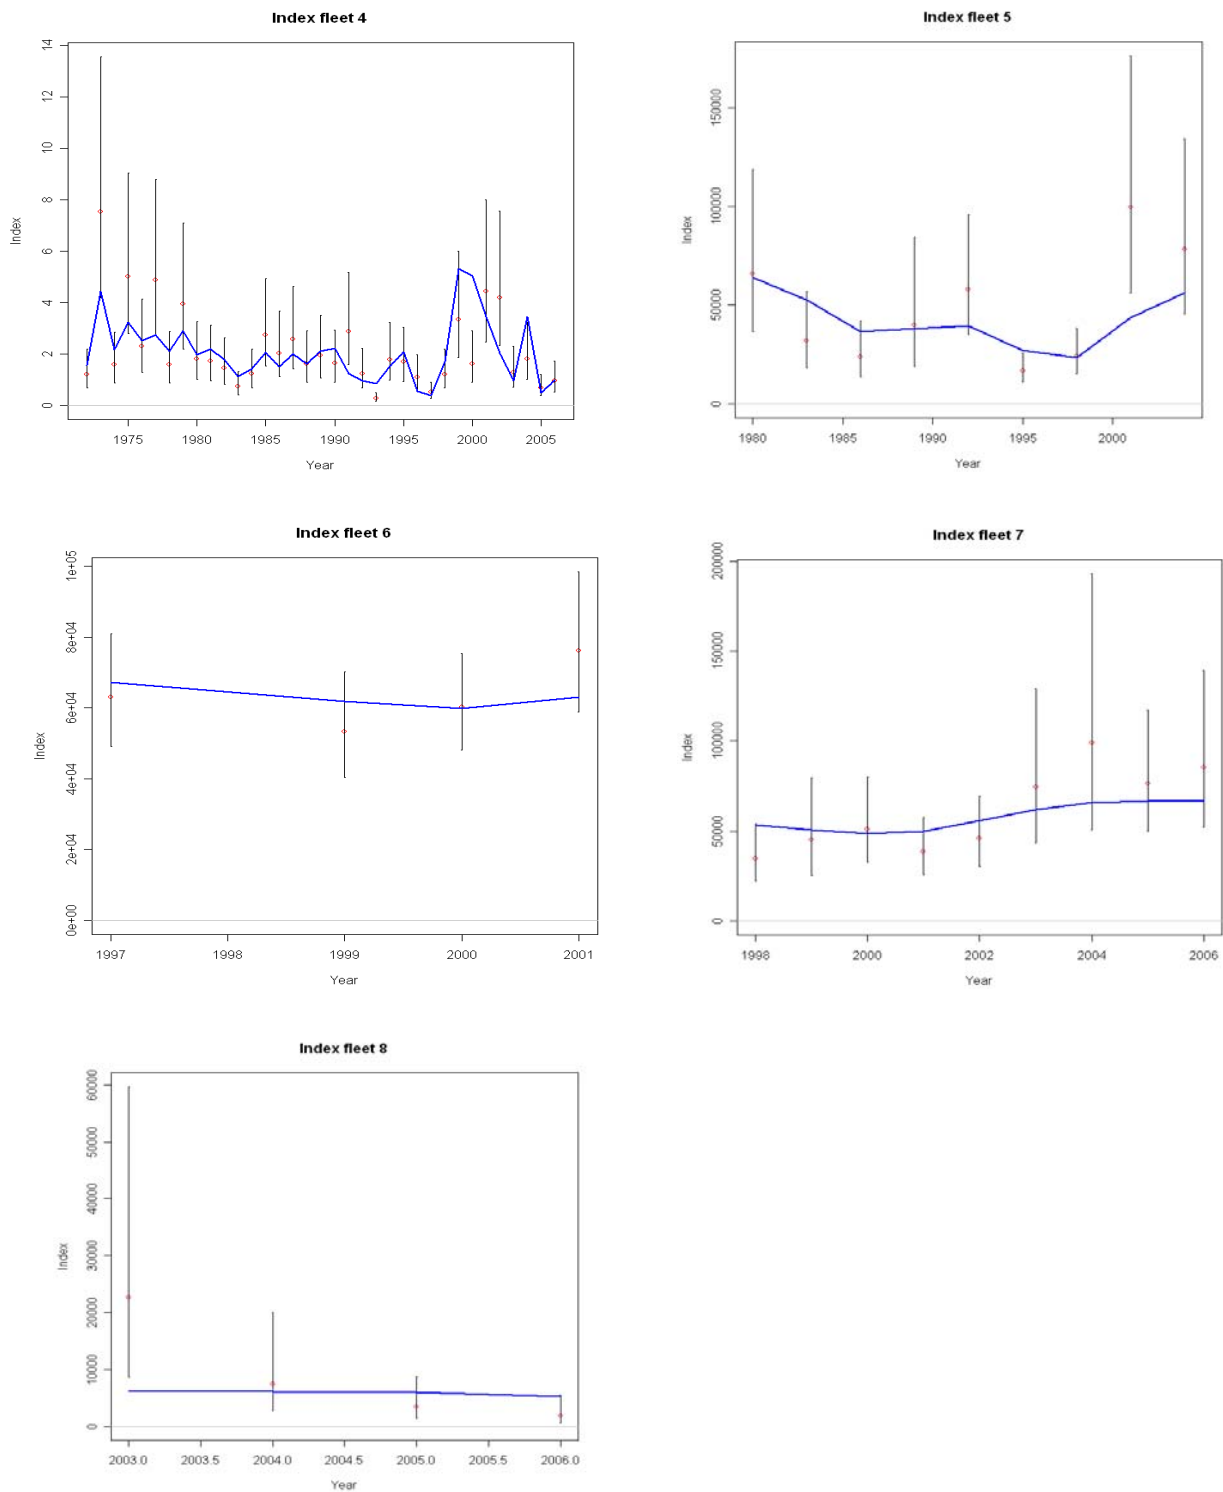 Index fleet 4
14
12
10
8
6
4
2
0
Index
1975 1980 1985 1990 1995 2000 2005
Year
Index fleet 5
150000
100000
50000
0
Index
1980 1985 1990 1995 2000
Year
Index fleet 6
1e+05
8e+04
6e+04
4e+04
2e+04
0e+00
Index
1997 1998 1999 2000 2001
Year
Index fleet 7
200000
150000
100000
50000
0
Index
1998 2000 2002 2004 2006
Year
Index fleet 8
60000
50000
40000
30000
20000
10000
0
Index
2003.0 2003.5 2004.0 2004.5 2005.0 2005.5 2006.0
Year